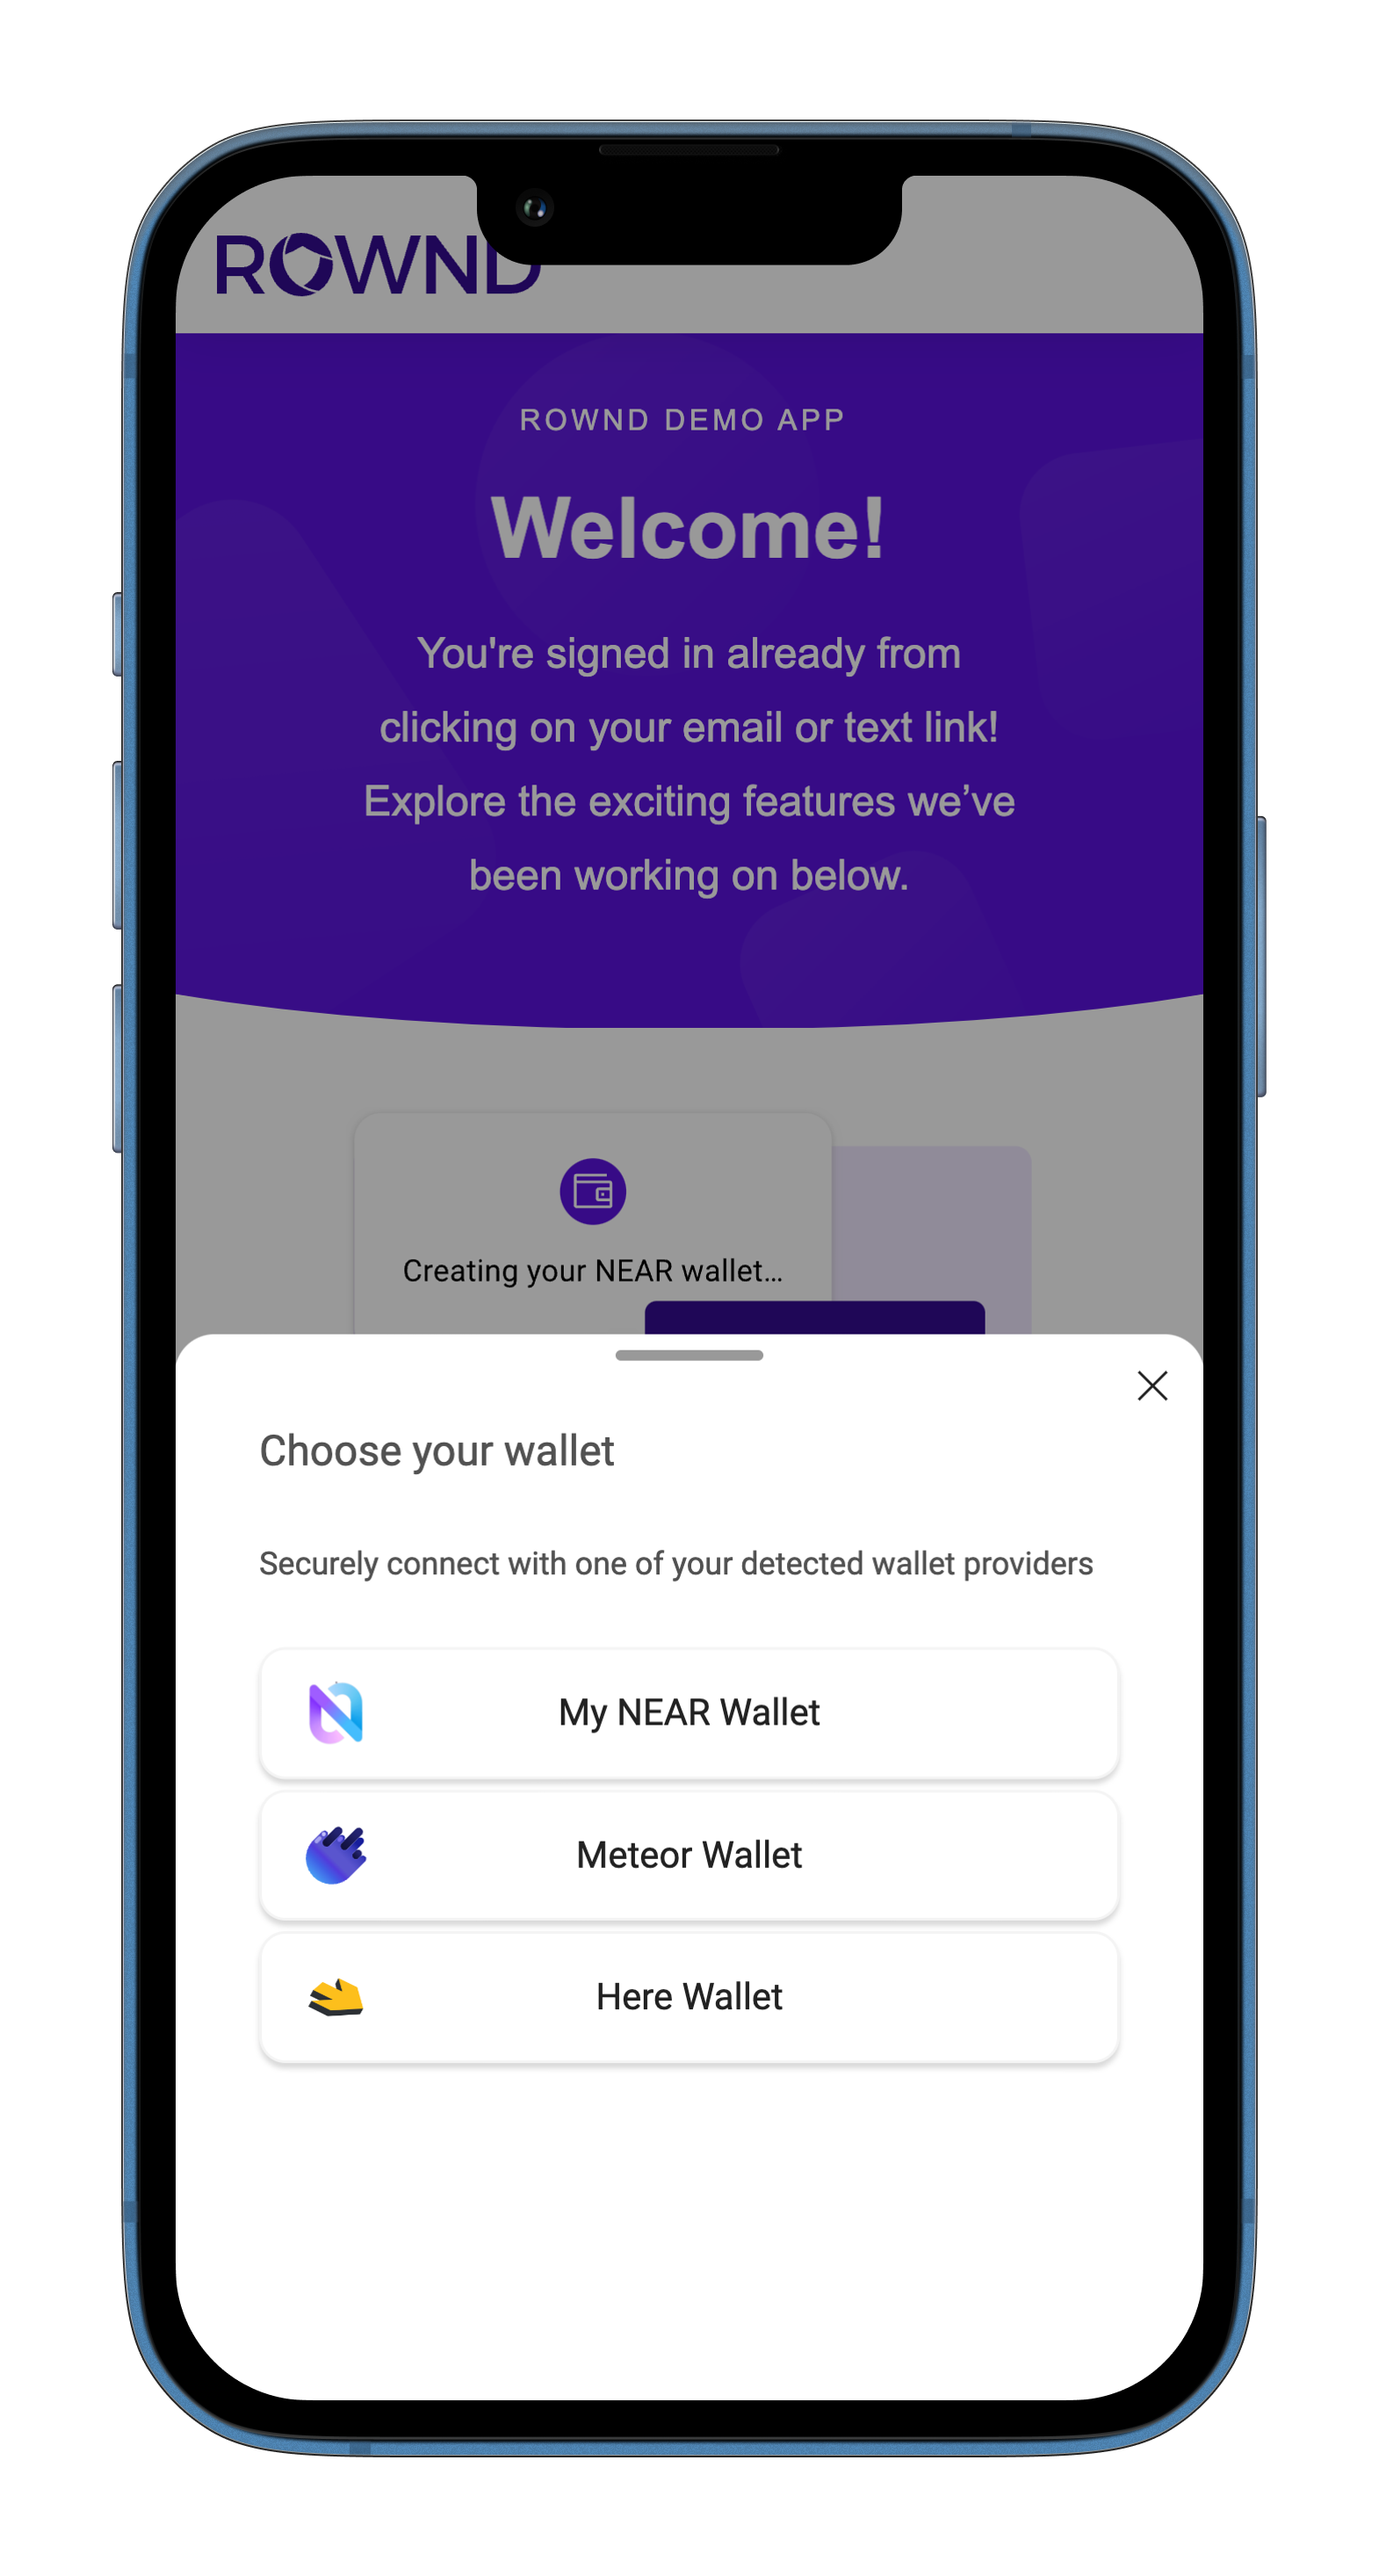 ROWND
ROWND DEMO APP
Welcome!
You're signed in already from
clicking on your email or text link!
Explore the exciting features we’ve
been working on below.
Creating your NEAR wallet...
Choose your wallet
Securely connect with one of your detected wallet providers
My NEAR Wallet
Meteor Wallet
Here Wallet